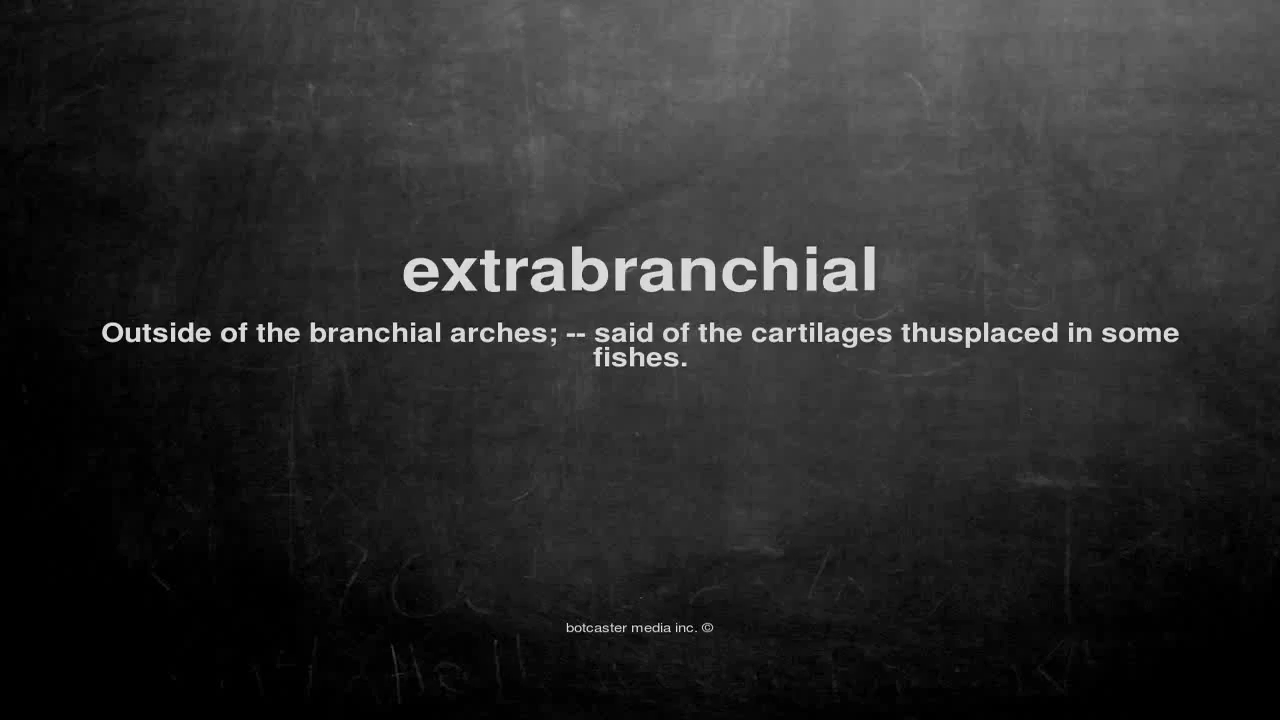 extrabranchial
Outside of the branchial arches; -- said of the cartilages thusplaced in some
fishes.
botcaster media inc. ©